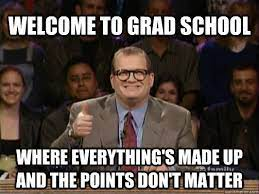 WELCOME TO GRAD SCHOOL
WHERE EVERYTHING'S MADE UP
AND THE POINTS DON'T MATTER